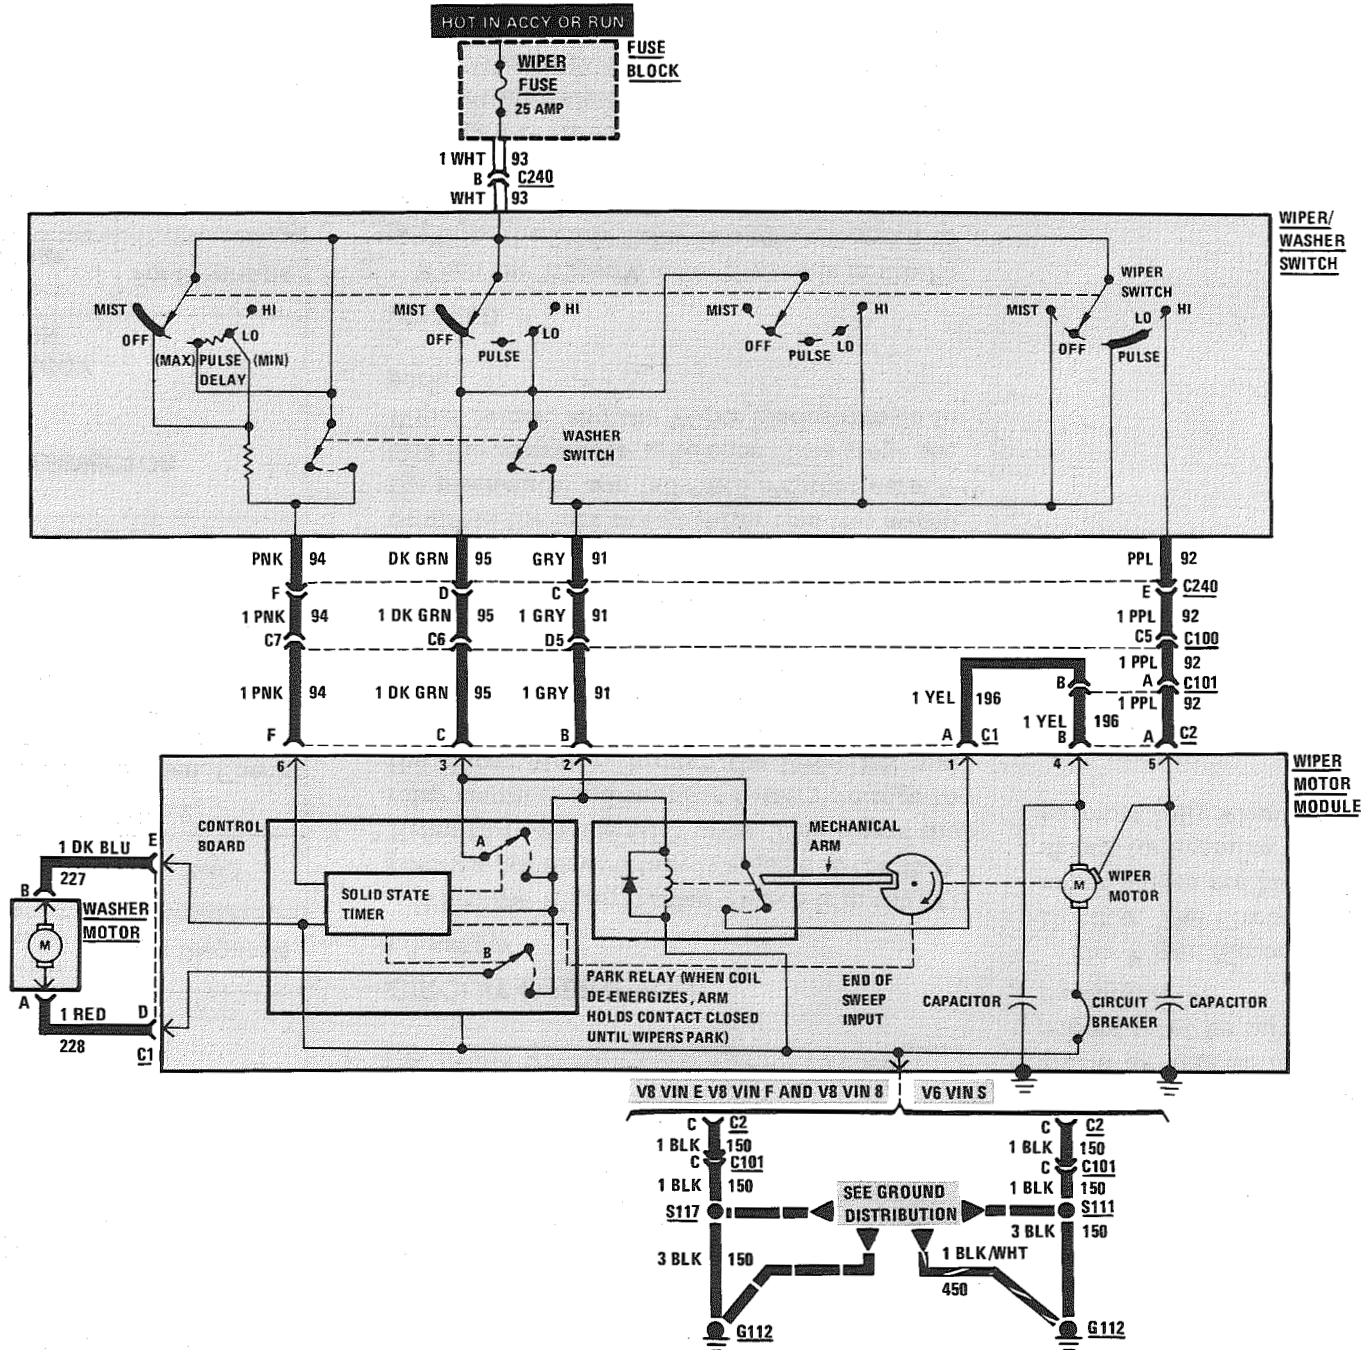 HOT IN ACCY OR RUN
FUSE
BLOCK
WIPER
FUSE
25 AMP
1 WHT 93
B C240
WHT 93
WIPER/
WASHER
SWITCH
WIPER
SWITCH
MIST OFF (MAX) PULSE (MIN) LO HI
DELAY
MIST OFF PULSE LO HI
MIST OFF PULSE LO HI
MIST OFF PULSE LO HI
WASHER
SWITCH
PNK 94 DK GRN 95 GRY 91 PPL 92
F D C E C240
1 PNK 94 1 DK GRN 95 1 GRY 91 1 PPL 92
C7 C6 D5 C5 C100
1 PPL 92
B A C101
1 PNK 94 1 DK GRN 95 1 GRY 91 1 YEL 196 1 PPL 92
1 YEL 196
F C B A C1 B A C2
6 3 2 1 4 5
WIPER
MOTOR
MODULE
CONTROL
BOARD
A
MECHANICAL
ARM
1 DK BLU E
227
B
WASHER
MOTOR
M
A
1 RED D
228
C1
SOLID STATE
TIMER
B
M
WIPER
MOTOR
PARK RELAY (WHEN COIL
DE-ENERGIZES, ARM
HOLDS CONTACT CLOSED
UNTIL WIPERS PARK)
END OF
SWEEP
INPUT
CAPACITOR
CIRCUIT
BREAKER
CAPACITOR
V8 VIN E V8 VIN F AND V8 VIN 8 V6 VIN S
C C2 C C2
1 BLK 150 1 BLK 150
C C101 C C101
1 BLK 150 1 BLK 150
SEE GROUND
DISTRIBUTION
S117 S111
3 BLK 150 3 BLK 150
1 BLK/WHT
450
G112 G112